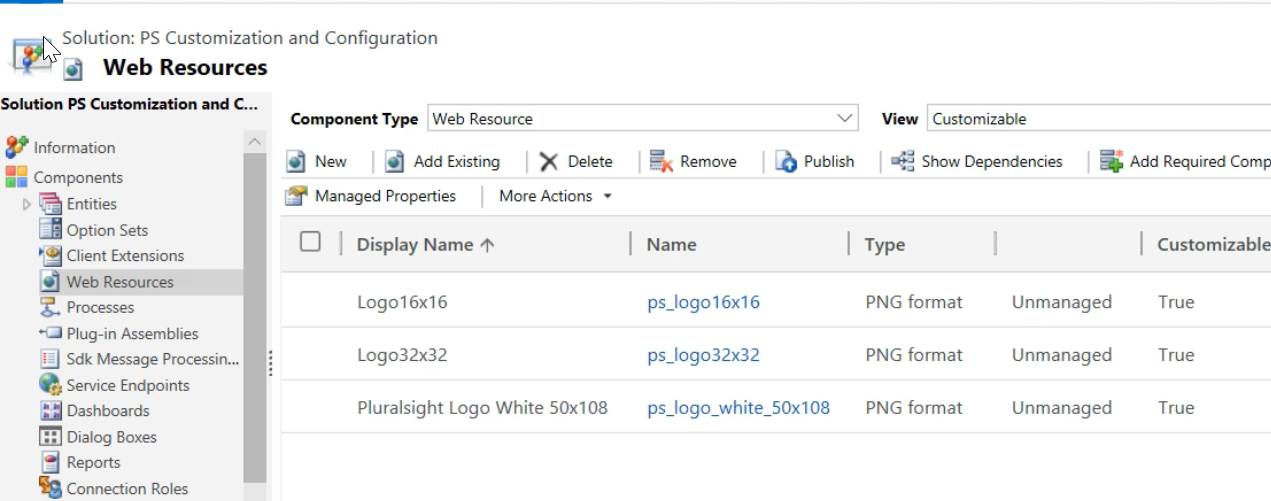 Solution: PS Customization and Configuration
Web Resources
Solution PS Customization and C...
Information
Components
Entities
Option Sets
Client Extensions
Web Resources
Processes
Plug-in Assemblies
Sdk Message Processin...
Service Endpoints
Dashboards
Dialog Boxes
Reports
Connection Roles
Component Type Web Resource View Customizable
New Add Existing Delete Remove Publish Show Dependencies Add Required Comp
Managed Properties More Actions
Display Name Name Type Customizable
Logo16x16 ps_logo16x16 PNG format Unmanaged True
Logo32x32 ps_logo32x32 PNG format Unmanaged True
Pluralsight Logo White 50x108 ps_logo_white_50x108 PNG format Unmanaged True